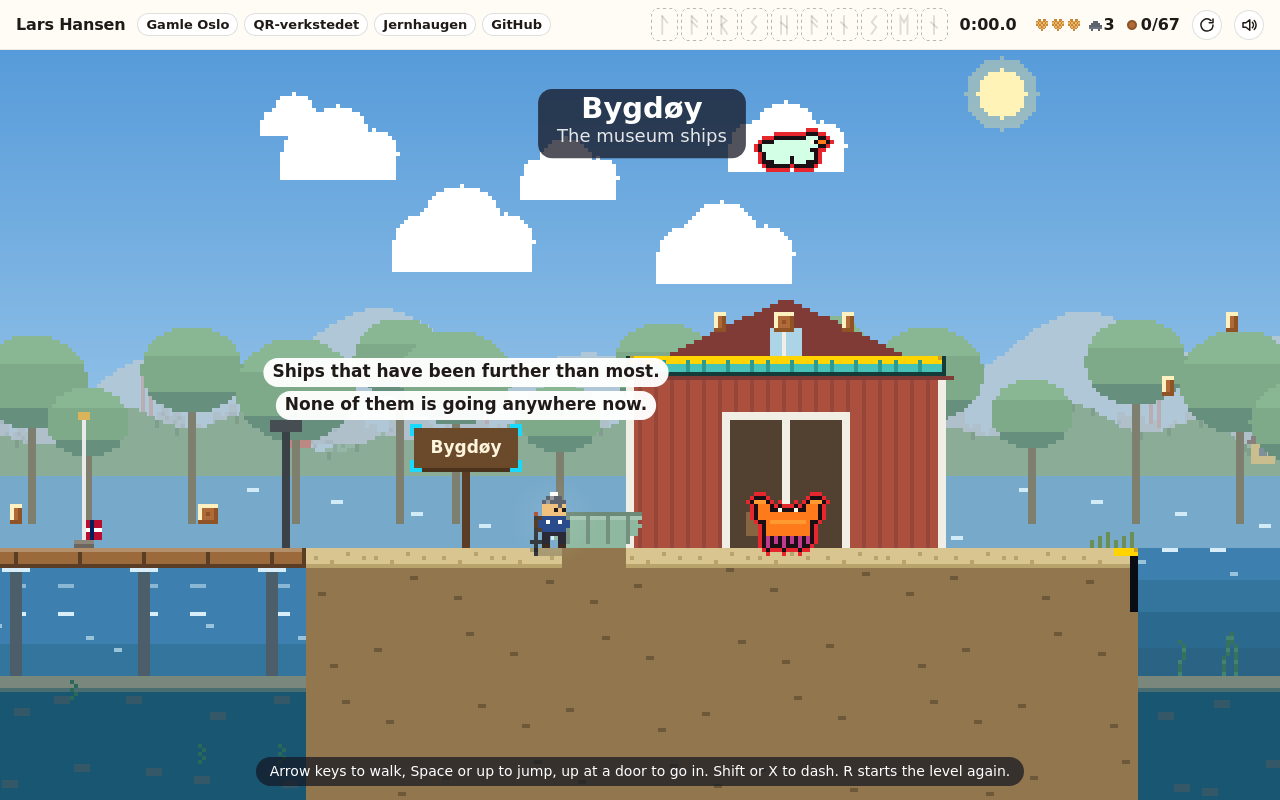 Lars Hansen
Gamle Oslo
QR-verkstedet
Jernhaugen
GitHub
ᛚ ᚨ ᚱ ᛊ ᚺ ᚨ ᚾ ᛊ ᛖ ᚾ
0:00.0
3
0/67
Bygdøy
The museum ships
Ships that have been further than most.
None of them is going anywhere now.
Bygdøy
Arrow keys to walk, Space or up to jump, up at a door to go in. Shift or X to dash. R starts the level again.